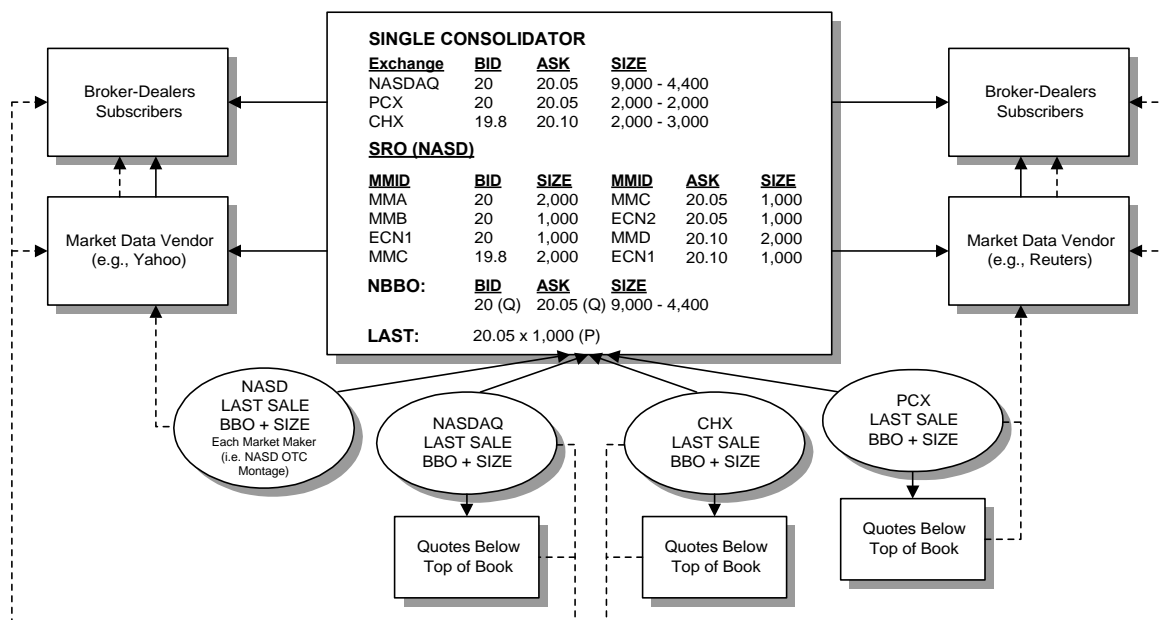 SINGLE CONSOLIDATOR
Exchange BID ASK SIZE
NASDAQ 20 20.05 9,000 - 4,400
PCX 20 20.05 2,000 - 2,000
CHX 19.8 20.10 2,000 - 3,000
SRO (NASD)
MMID BID SIZE MMID ASK SIZE
MMA 20 2,000 MMC 20.05 1,000
MMB 20 1,000 ECN2 20.05 1,000
ECN1 20 1,000 MMD 20.10 2,000
MMC 19.8 2,000 ECN1 20.10 1,000
NBBO: BID ASK SIZE
20 (Q) 20.05 (Q) 9,000 - 4,400
LAST: 20.05 x 1,000 (P)
Broker-Dealers
Subscribers
Market Data Vendor
(e.g., Yahoo)
Broker-Dealers
Subscribers
Market Data Vendor
(e.g., Reuters)
NASD
LAST SALE
BBO + SIZE
Each Market Maker
(i.e. NASD OTC
Montage)
NASDAQ
LAST SALE
BBO + SIZE
CHX
LAST SALE
BBO + SIZE
PCX
LAST SALE
BBO + SIZE
Quotes Below
Top of Book
Quotes Below
Top of Book
Quotes Below
Top of Book